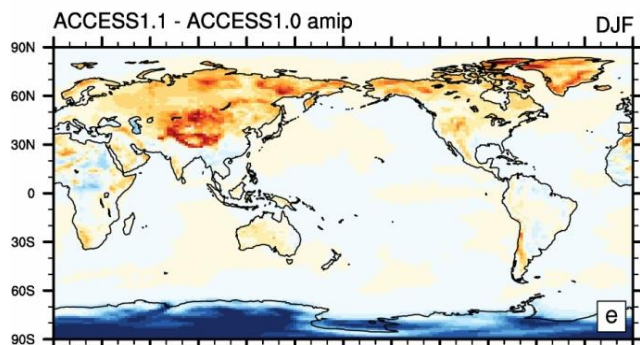 ACCESS1.1 - ACCESS1.0 amip DJF
90N
60N
30N
0
30S
60S
90S
e